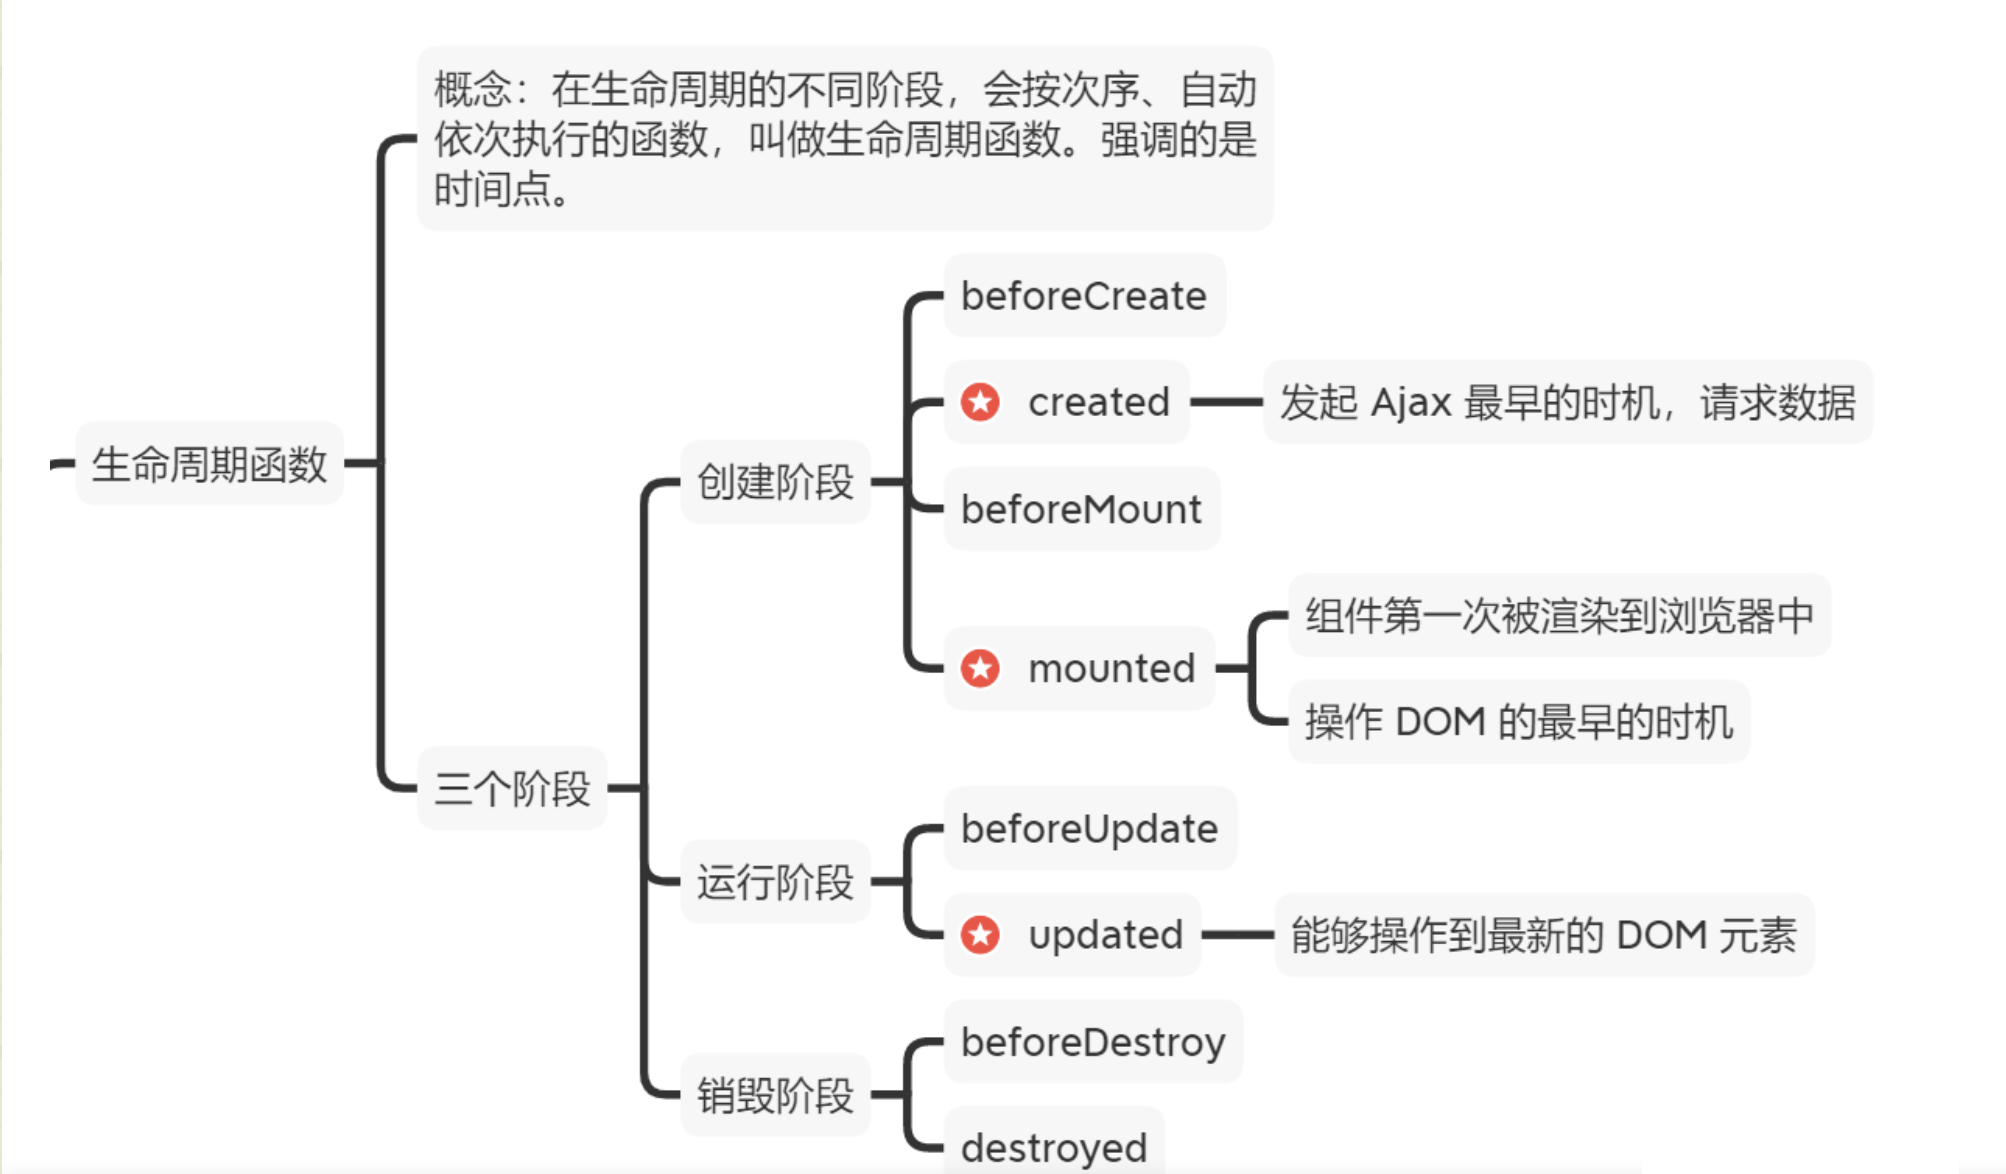 概念：在生命周期的不同阶段，会按次序、自动
依次执行的函数，叫做生命周期函数。强调的是
时间点。
beforeCreate
created
发起 Ajax 最早的时机，请求数据
生命周期函数
创建阶段
beforeMount
组件第一次被渲染到浏览器中
mounted
操作 DOM 的最早的时机
三个阶段
beforeUpdate
运行阶段
updated
能够操作到最新的 DOM 元素
beforeDestroy
销毁阶段
destroyed